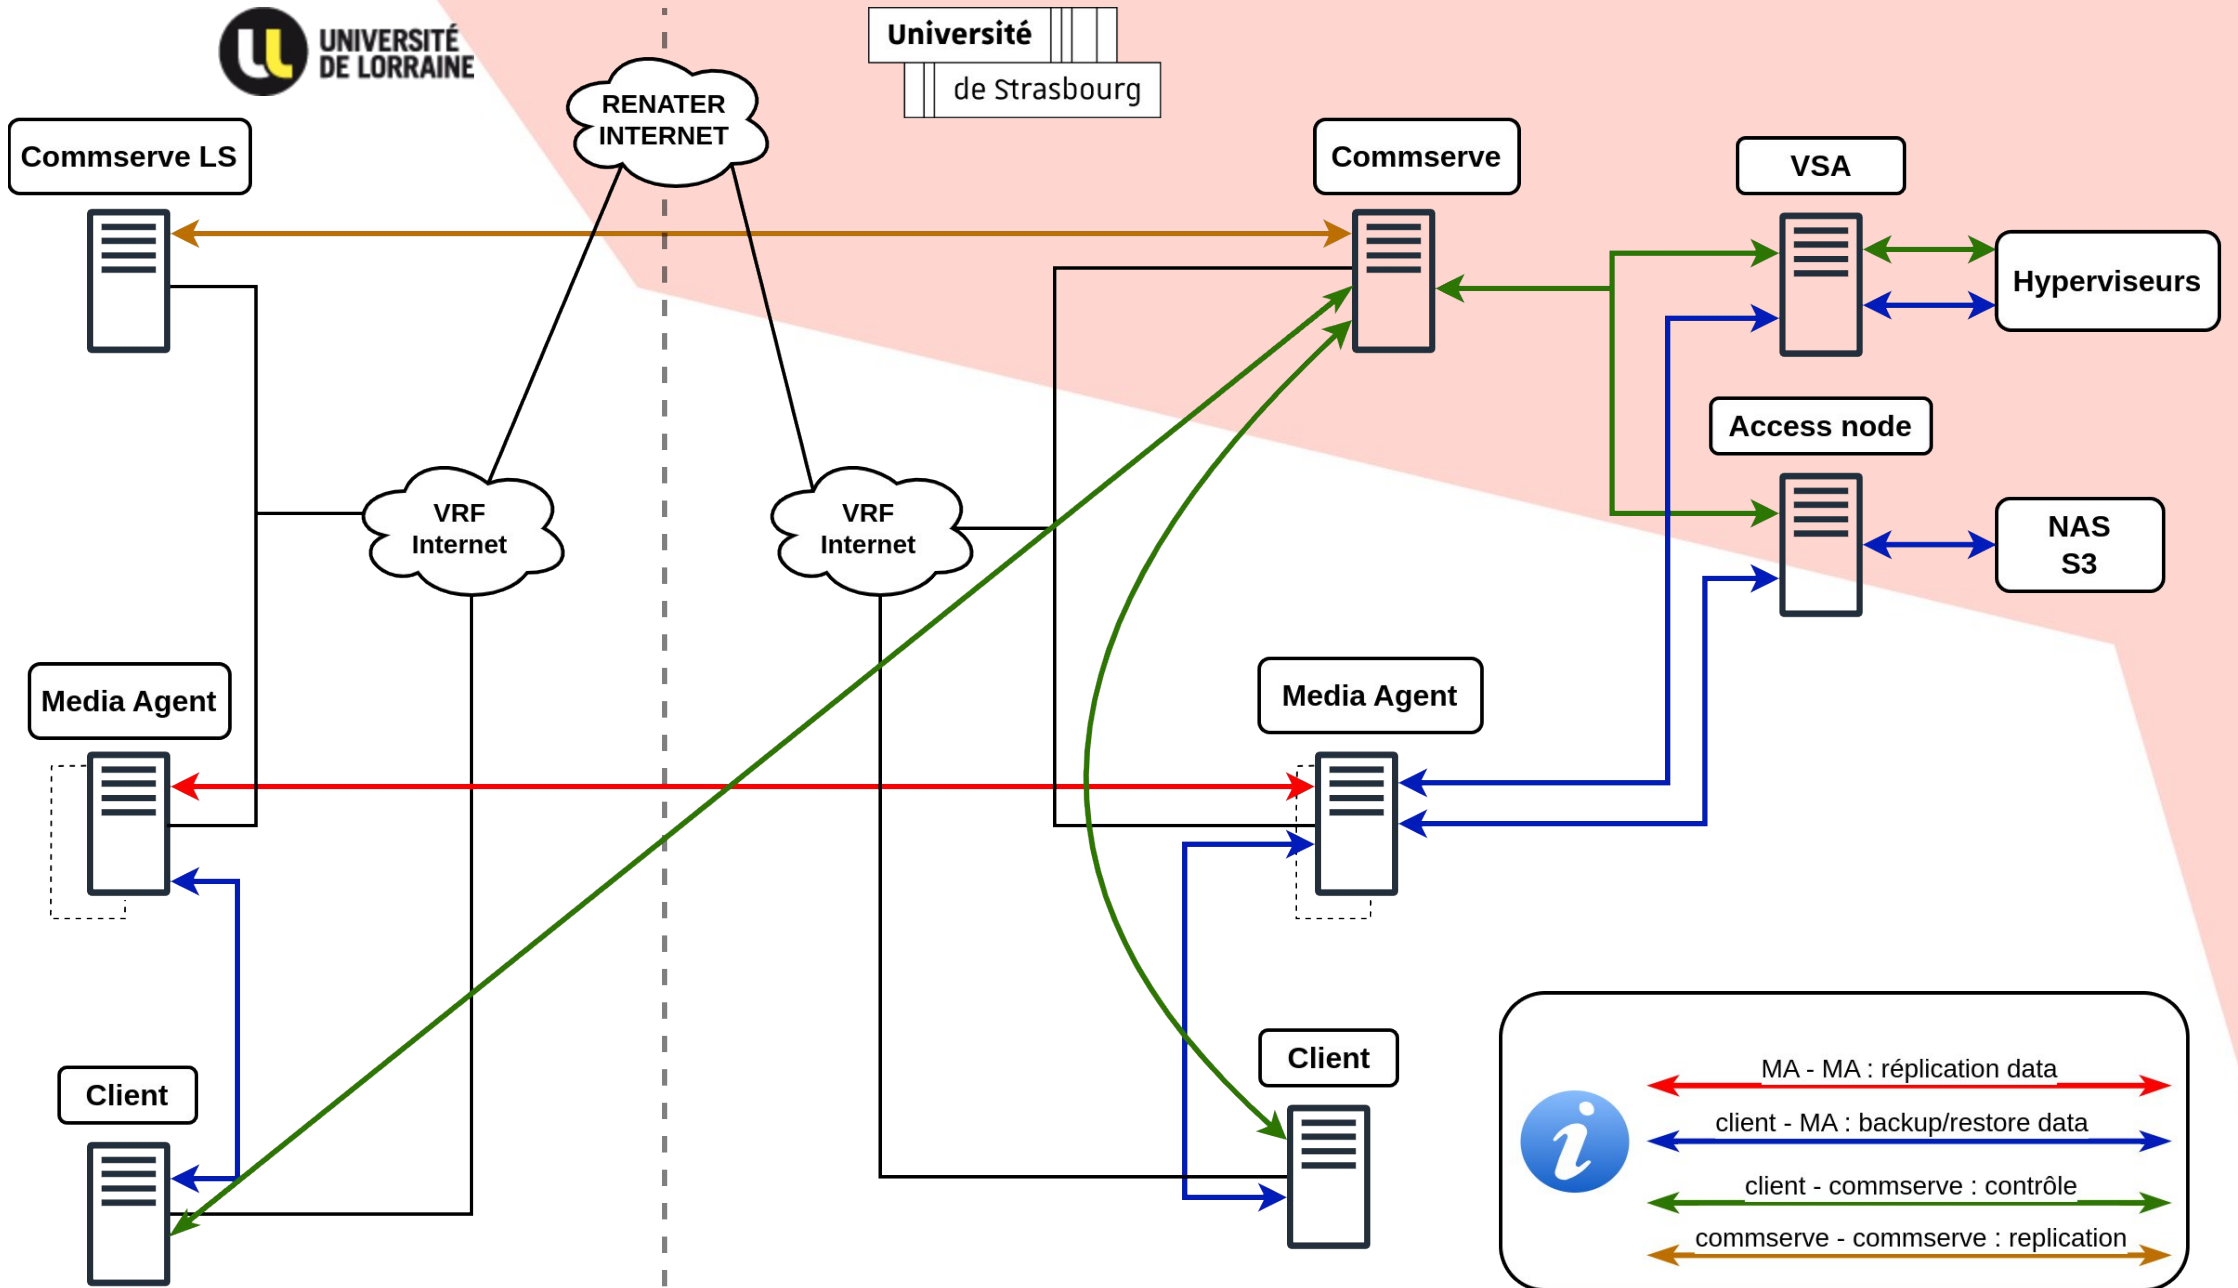 UNIVERSITÉ
DE LORRAINE
Université
de Strasbourg
RENATER
INTERNET
Commserve LS
Commserve
VSA
Hyperviseurs
Access node
VRF
Internet
VRF
Internet
NAS
S3
Media Agent
Media Agent
Client
Client
MA - MA : réplication data
client - MA : backup/restore data
client - commserve : contrôle
commserve - commserve : replication